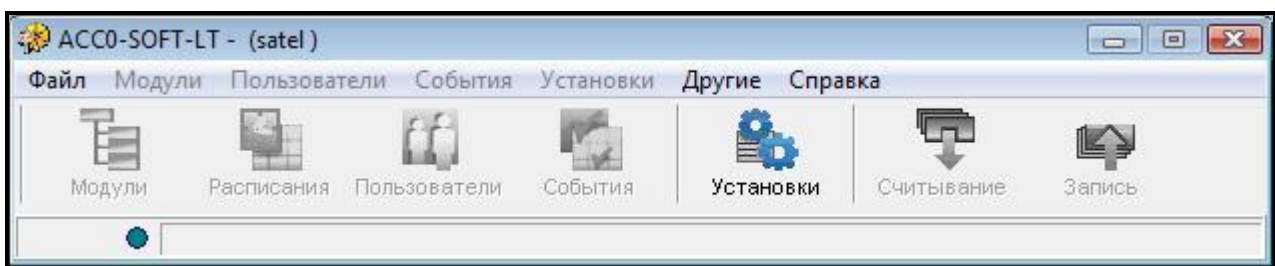 ACCO-SOFT-LT - (satel )
Файл Модули Пользователи События Установки Другие Справка
Модули Расписания Пользователи События Установки Считывание Запись